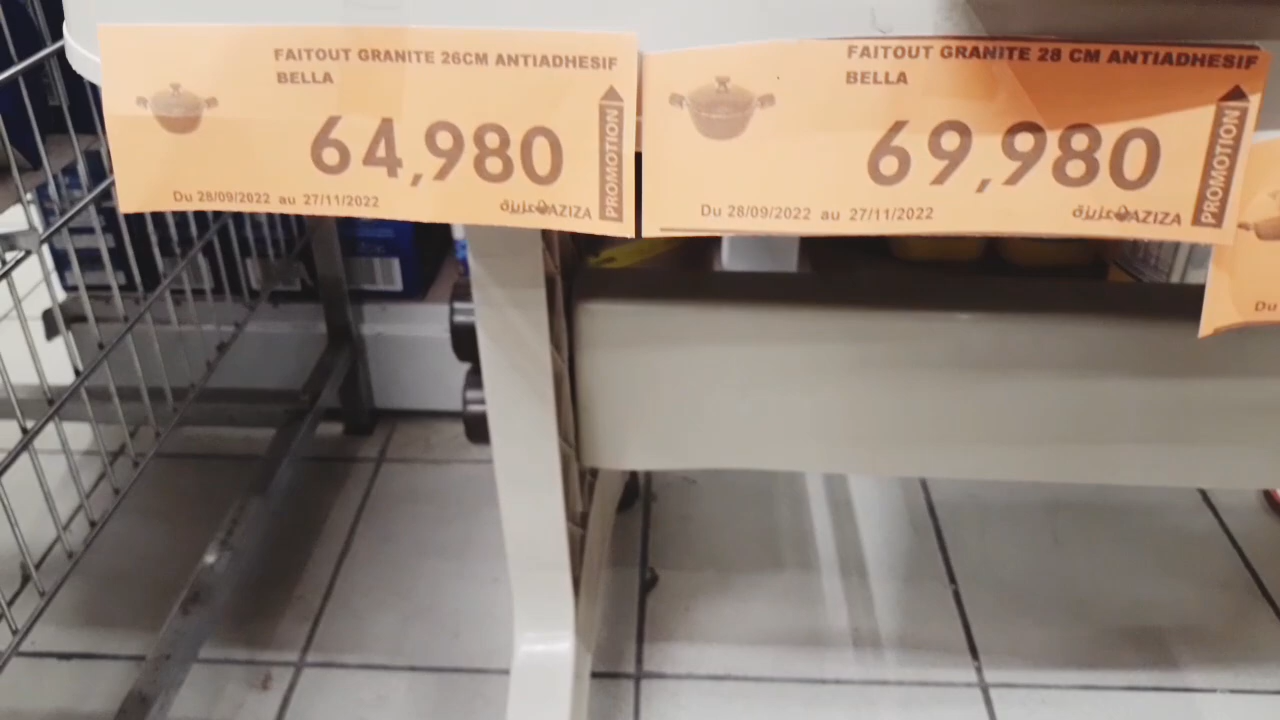 FAITOUT GRANITE 26CM ANTIADHESIF
BELLA
64,980
PROMOTION
Du 28/09/2022 au 27/11/2022
عزيزة AZIZA
FAITOUT GRANITE 28 CM ANTIADHESIF
BELLA
69,980
PROMOTION
Du 28/09/2022 au 27/11/2022
عزيزة AZIZA
Du